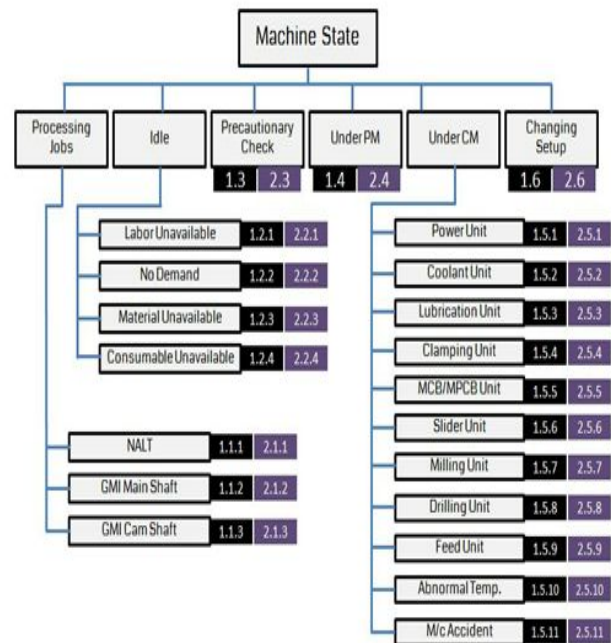 Machine State
Processing
Jobs
Idle
Precautionary
Check
Under PM
Under CM
Changing
Setup
1.3 2.3
1.4 2.4
1.6 2.6
Labor Unavailable 1.2.1 2.2.1
No Demand 1.2.2 2.2.2
Material Unavailable 1.2.3 2.2.3
Consumable Unavailable 1.2.4 2.2.4
NALT 1.1.1 2.1.1
GMI Main Shaft 1.1.2 2.1.2
GMI Cam Shaft 1.1.3 2.1.3
Power Unit 1.5.1 2.5.1
Coolant Unit 1.5.2 2.5.2
Lubrication Unit 1.5.3 2.5.3
Clamping Unit 1.5.4 2.5.4
MCB/MPCB Unit 1.5.5 2.5.5
Slider Unit 1.5.6 2.5.6
Milling Unit 1.5.7 2.5.7
Drilling Unit 1.5.8 2.5.8
Feed Unit 1.5.9 2.5.9
Abnormal Temp. 1.5.10 2.5.10
M/c Accident 1.5.11 2.5.11